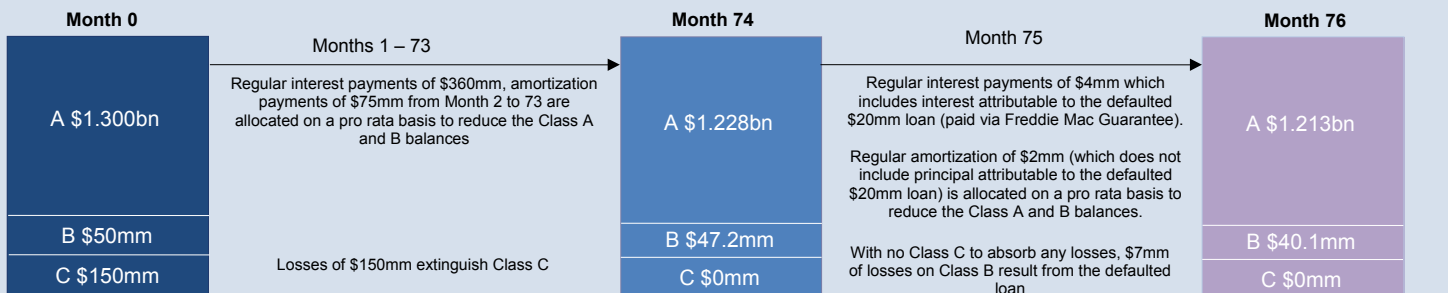 Month 0
Month 74
Month 76
Months 1 – 73
Month 75
Regular interest payments of $360mm, amortization
payments of $75mm from Month 2 to 73 are
allocated on a pro rata basis to reduce the Class A
and B balances
Losses of $150mm extinguish Class C
Regular interest payments of $4mm which
includes interest attributable to the defaulted
$20mm loan (paid via Freddie Mac Guarantee).
Regular amortization of $2mm (which does not
include principal attributable to the defaulted
$20mm loan) is allocated on a pro rata basis to
reduce the Class A and B balances.
With no Class C to absorb any losses, $7mm
of losses on Class B result from the defaulted
loan
A $1.300bn
B $50mm
C $150mm
A $1.228bn
B $47.2mm
C $0mm
A $1.213bn
B $40.1mm
C $0mm